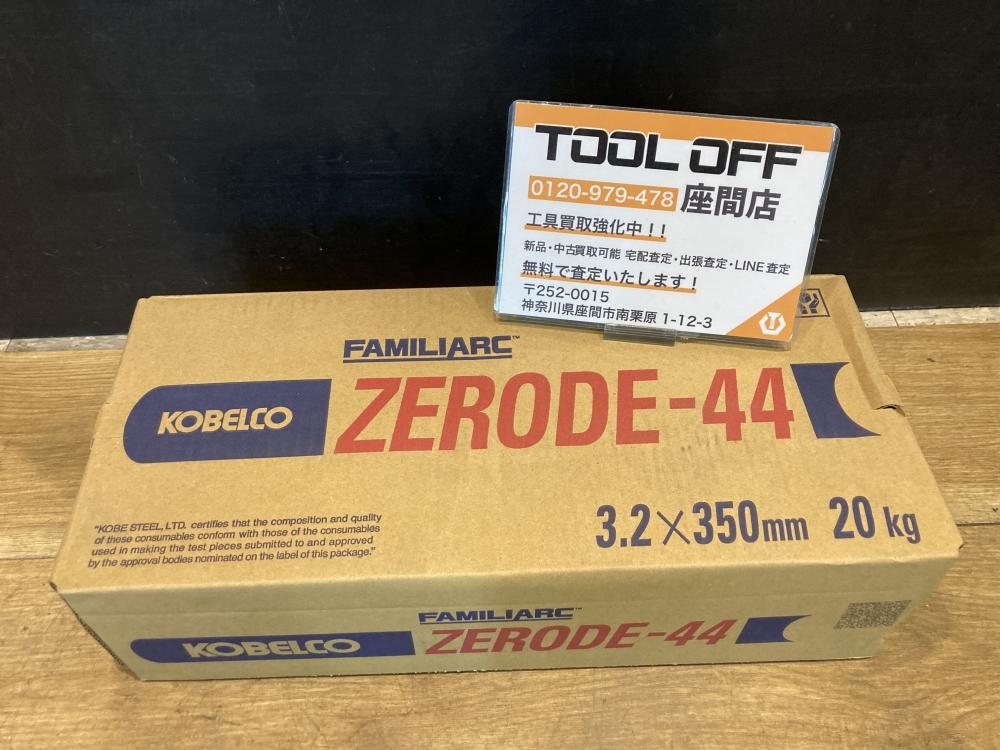 TOOL OFF
0120-979-478 座間店
工具買取強化中！！
新品・中古買取可能 宅配査定・出張査定・LINE査定
無料で査定いたします！
〒252-0015
神奈川県座間市南栗原 1-12-3
FAMILIARC™
KOBELCO ZERODE-44
3.2×350mm 20kg
"KOBE STEEL, LTD. certifies that the composition and quality
of these consumables conform with those of the consumables
used in making the test pieces submitted to and approved
by the approval bodies nominated on the label of this package."
FAMILIARC™
KOBELCO ZERODE-44